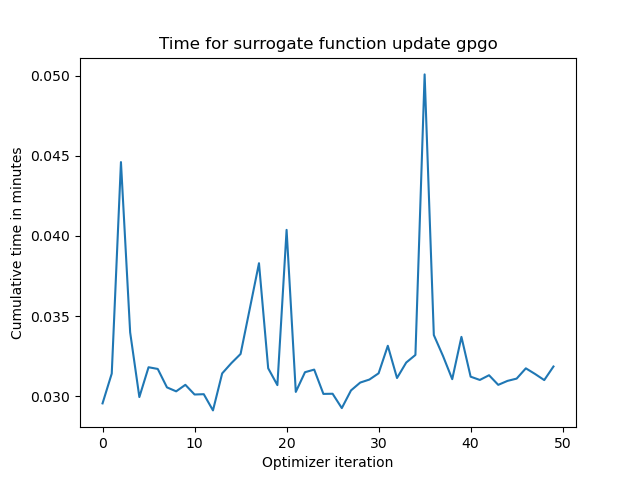 Time for surrogate function update gpgo
Cumulative time in minutes
0.050
0.045
0.040
0.035
0.030
0 10 20 30 40 50
Optimizer iteration